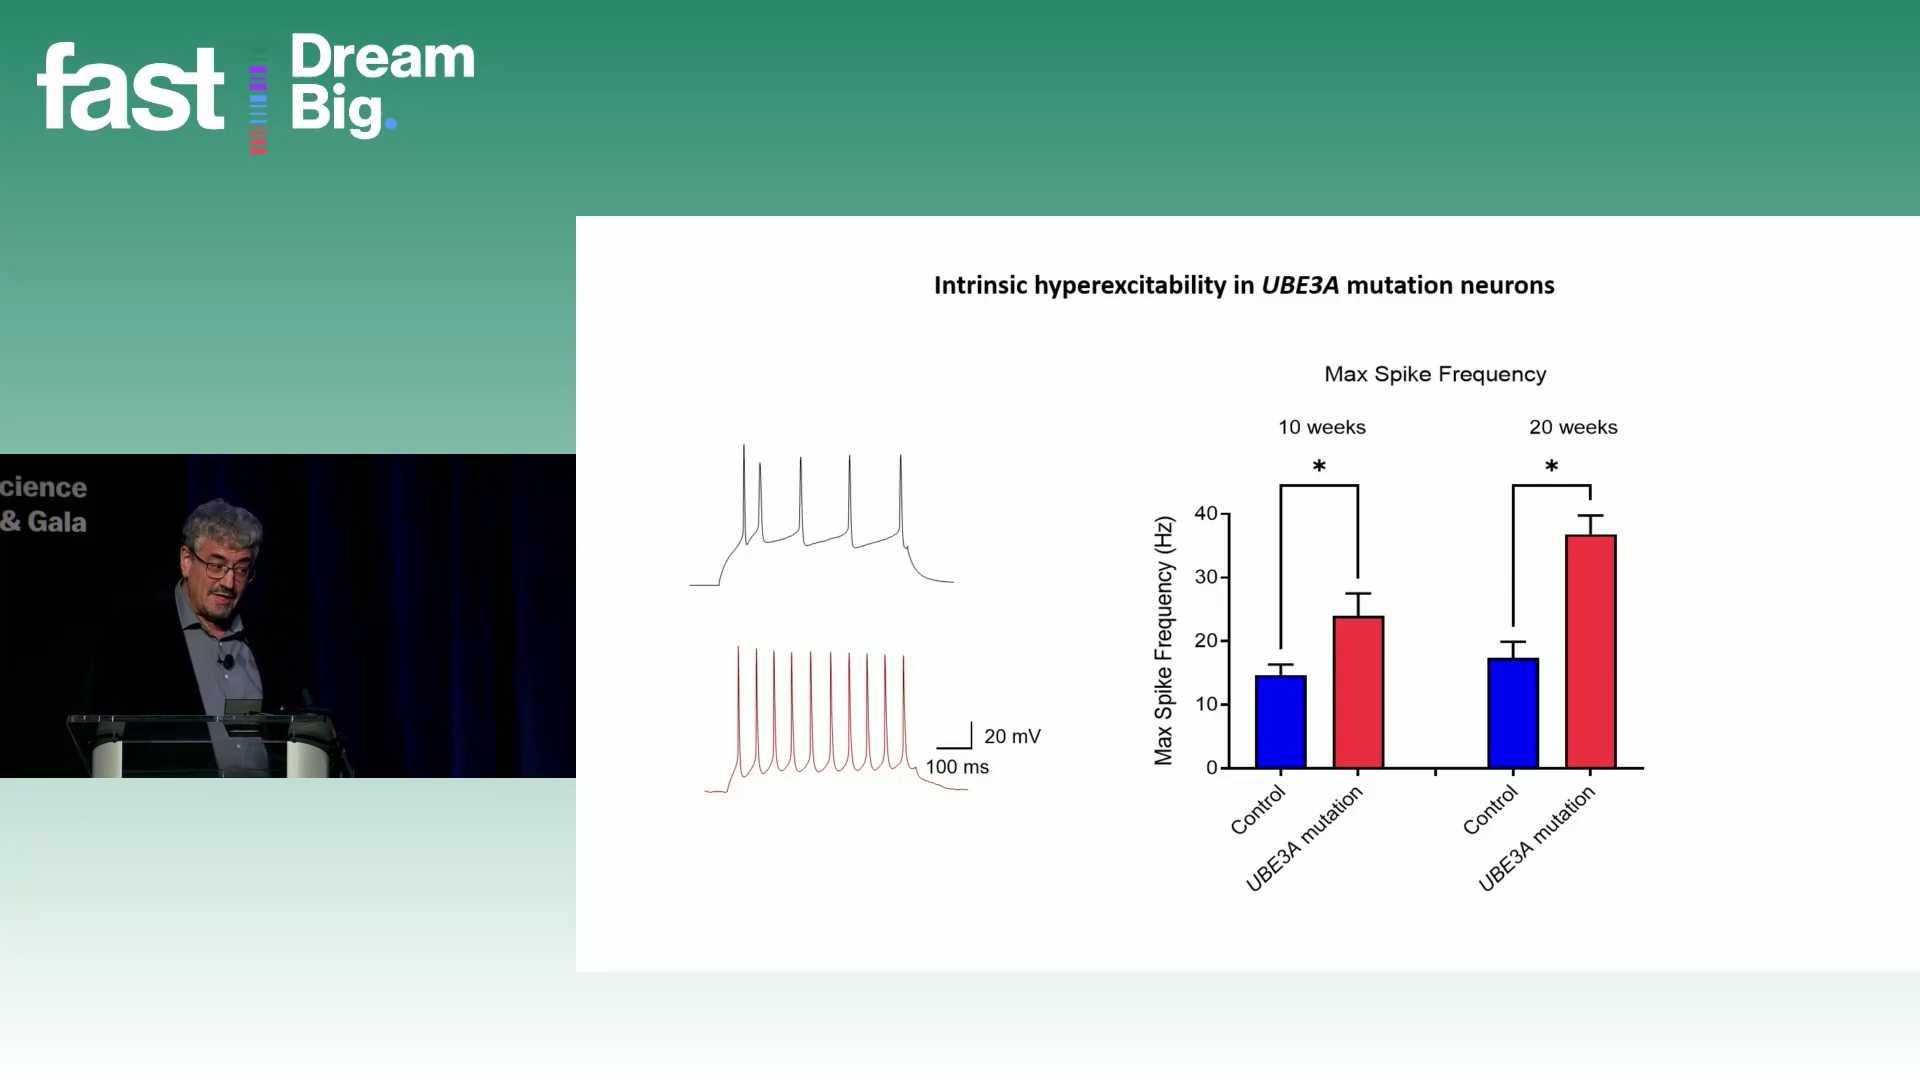 fast
Dream
Big.
cience
& Gala
Intrinsic hyperexcitability in UBE3A mutation neurons
Max Spike Frequency
10 weeks
20 weeks
*
*
Max Spike Frequency (Hz)
40
30
20
10
0
Control
UBE3A mutation
Control
UBE3A mutation
20 mV
100 ms